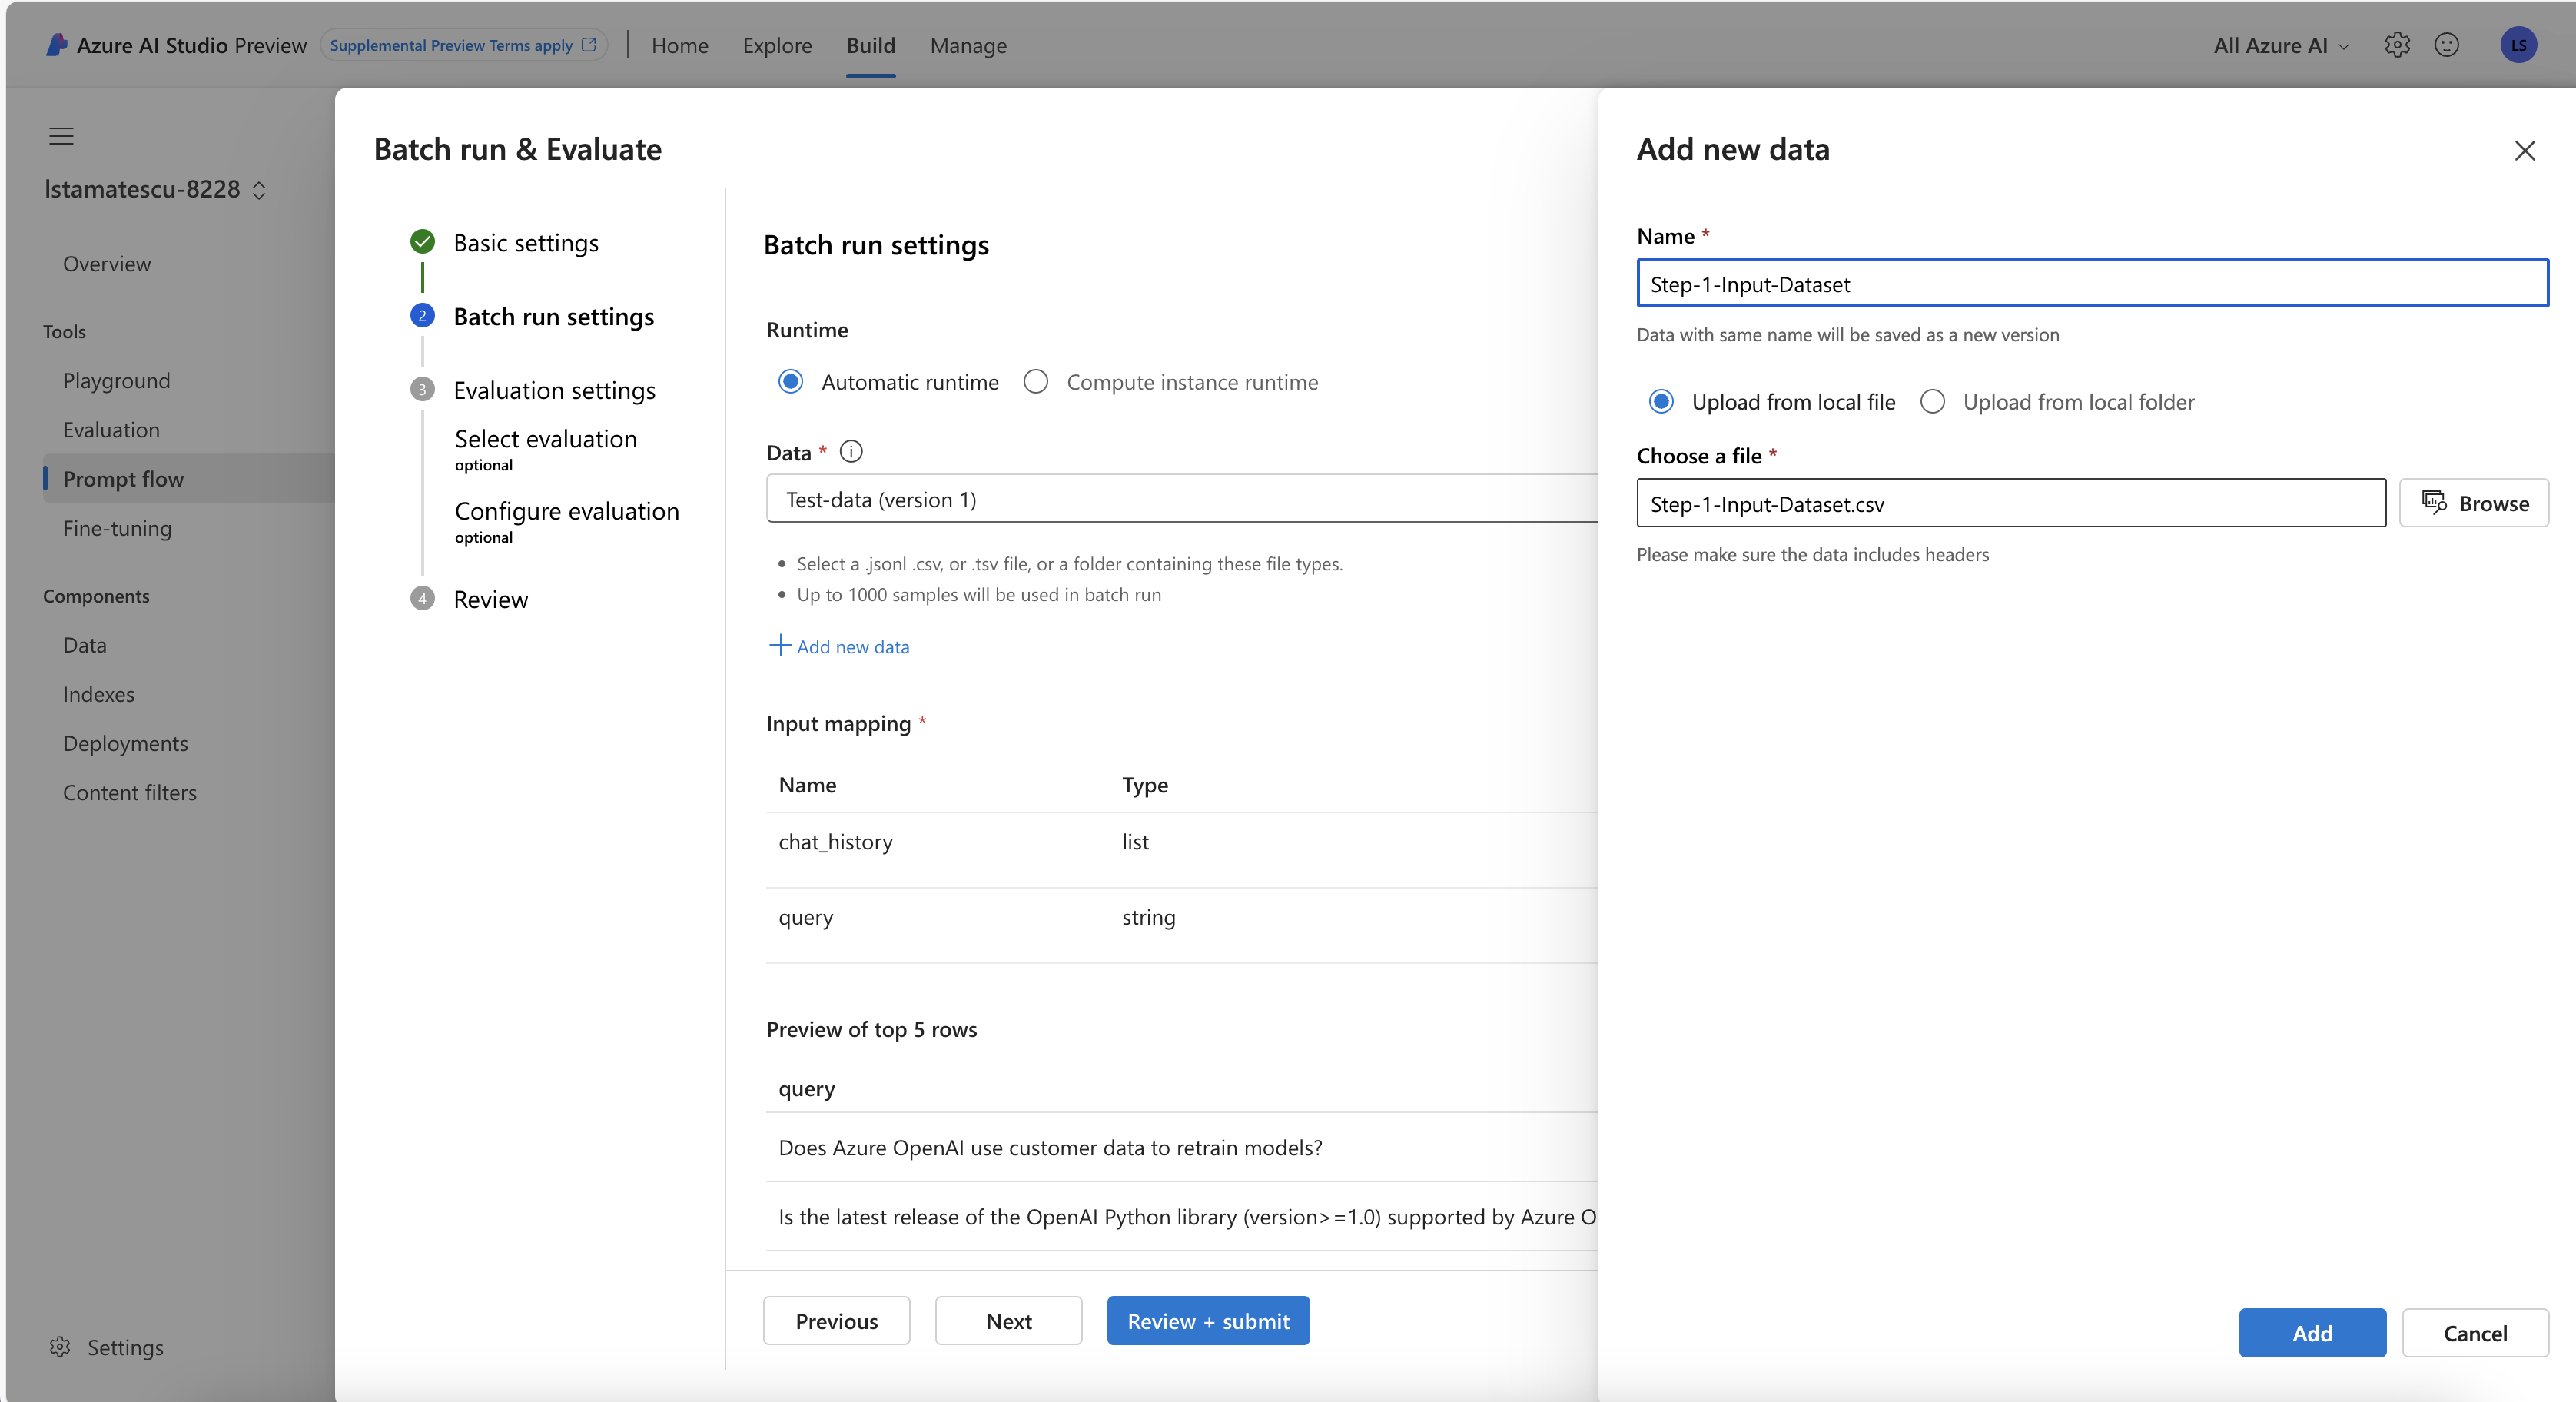 Azure AI Studio Preview Supplemental Preview Terms apply Home Explore Build Manage All Azure AI LS
lstamatescu-8228
Overview
Tools
Playground
Evaluation
Prompt flow
Fine-tuning
Components
Data
Indexes
Deployments
Content filters
Settings
Batch run & Evaluate
Basic settings
2 Batch run settings
3 Evaluation settings
Select evaluation
optional
Configure evaluation
optional
4 Review
Batch run settings
Runtime
Automatic runtime Compute instance runtime
Data *
Test-data (version 1)
• Select a .jsonl .csv, or .tsv file, or a folder containing these file types.
• Up to 1000 samples will be used in batch run
Add new data
Input mapping *
Name Type
chat_history list
query string
Preview of top 5 rows
query
Does Azure OpenAI use customer data to retrain models?
Is the latest release of the OpenAI Python library (version>=1.0) supported by Azure O
Previous Next Review + submit
Add new data
Name *
Step-1-Input-Dataset
Data with same name will be saved as a new version
Upload from local file Upload from local folder
Choose a file *
Step-1-Input-Dataset.csv Browse
Please make sure the data includes headers
Add Cancel